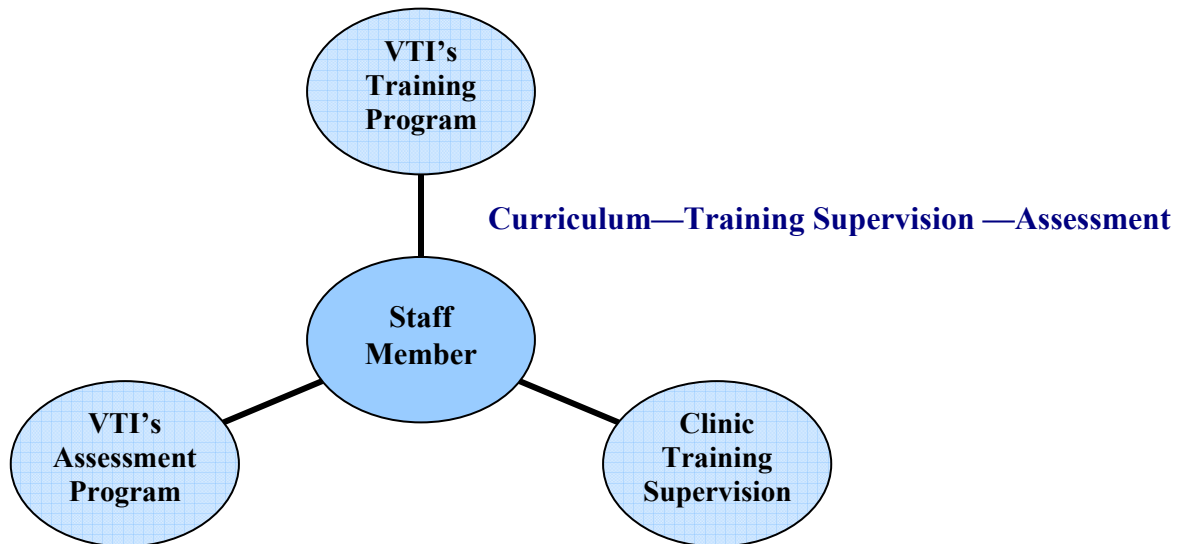 VTI’s
Training
Program
Curriculum—Training Supervision —Assessment
Staff
Member
VTI’s
Assessment
Program
Clinic
Training
Supervision